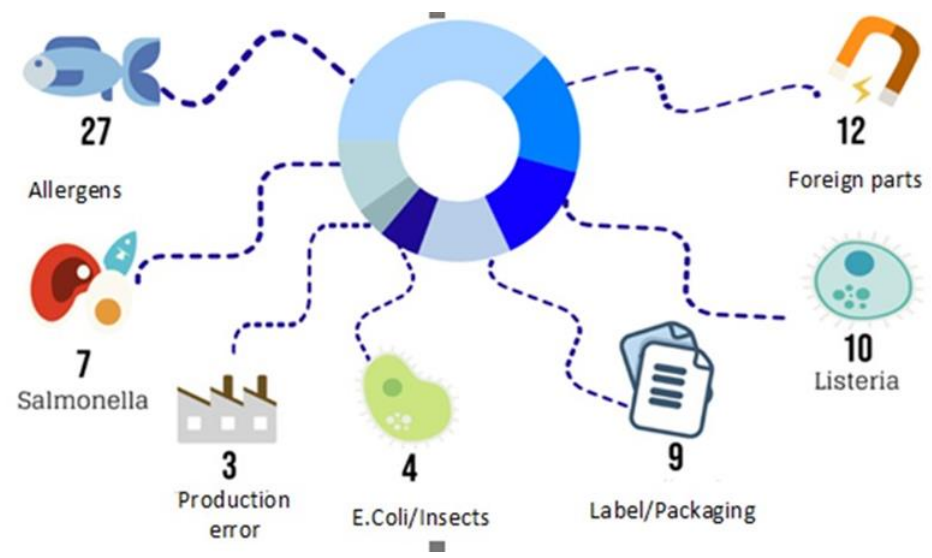 27
Allergens
12
Foreign parts
7
Salmonella
10
Listeria
3
Production
error
4
E.Coli/Insects
9
Label/Packaging